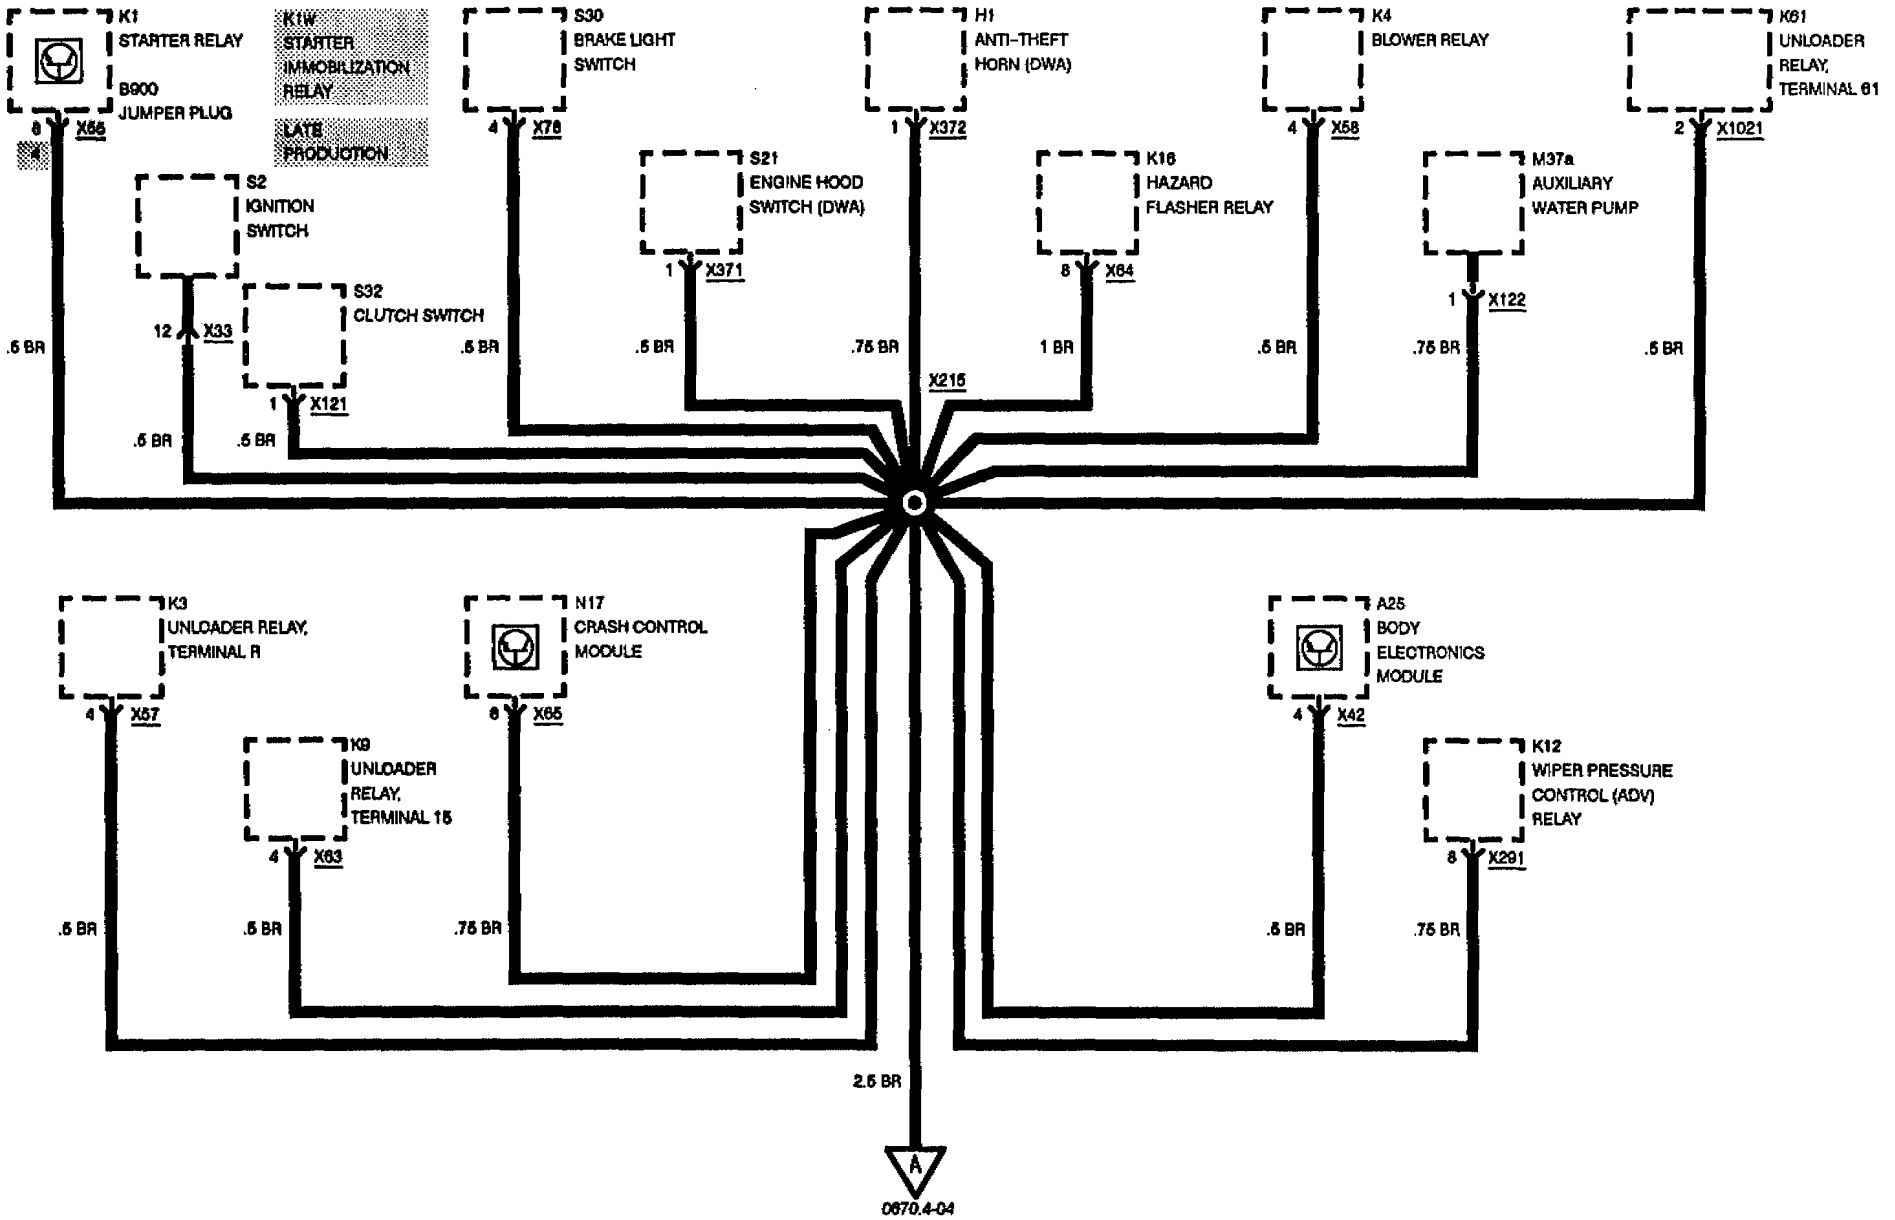 K1
STARTER RELAY
B900
JUMPER PLUG
6
X66
4
K1W
STARTER
IMMOBILIZATION
RELAY
LATE
PRODUCTION
S30
BRAKE LIGHT
SWITCH
4
X76
H1
ANTI-THEFT
HORN (DWA)
1
X372
K4
BLOWER RELAY
4
X58
K61
UNLOADER
RELAY,
TERMINAL 61
2
X1021
S2
IGNITION
SWITCH
12
X33
S32
CLUTCH SWITCH
1
X121
S21
ENGINE HOOD
SWITCH (DWA)
1
X371
K16
HAZARD
FLASHER RELAY
8
X64
M37a
AUXILIARY
WATER PUMP
1
X122
.5 BR
.5 BR
.5 BR
.5 BR
.5 BR
.75 BR
1 BR
.5 BR
.75 BR
.5 BR
X215
K3
UNLOADER RELAY,
TERMINAL R
4
X57
K9
UNLOADER
RELAY,
TERMINAL 15
4
X63
N17
CRASH CONTROL
MODULE
6
X65
A25
BODY
ELECTRONICS
MODULE
4
X42
K12
WIPER PRESSURE
CONTROL (ADV)
RELAY
8
X291
.5 BR
.5 BR
.75 BR
.5 BR
.75 BR
2.5 BR
A
0670.4-04